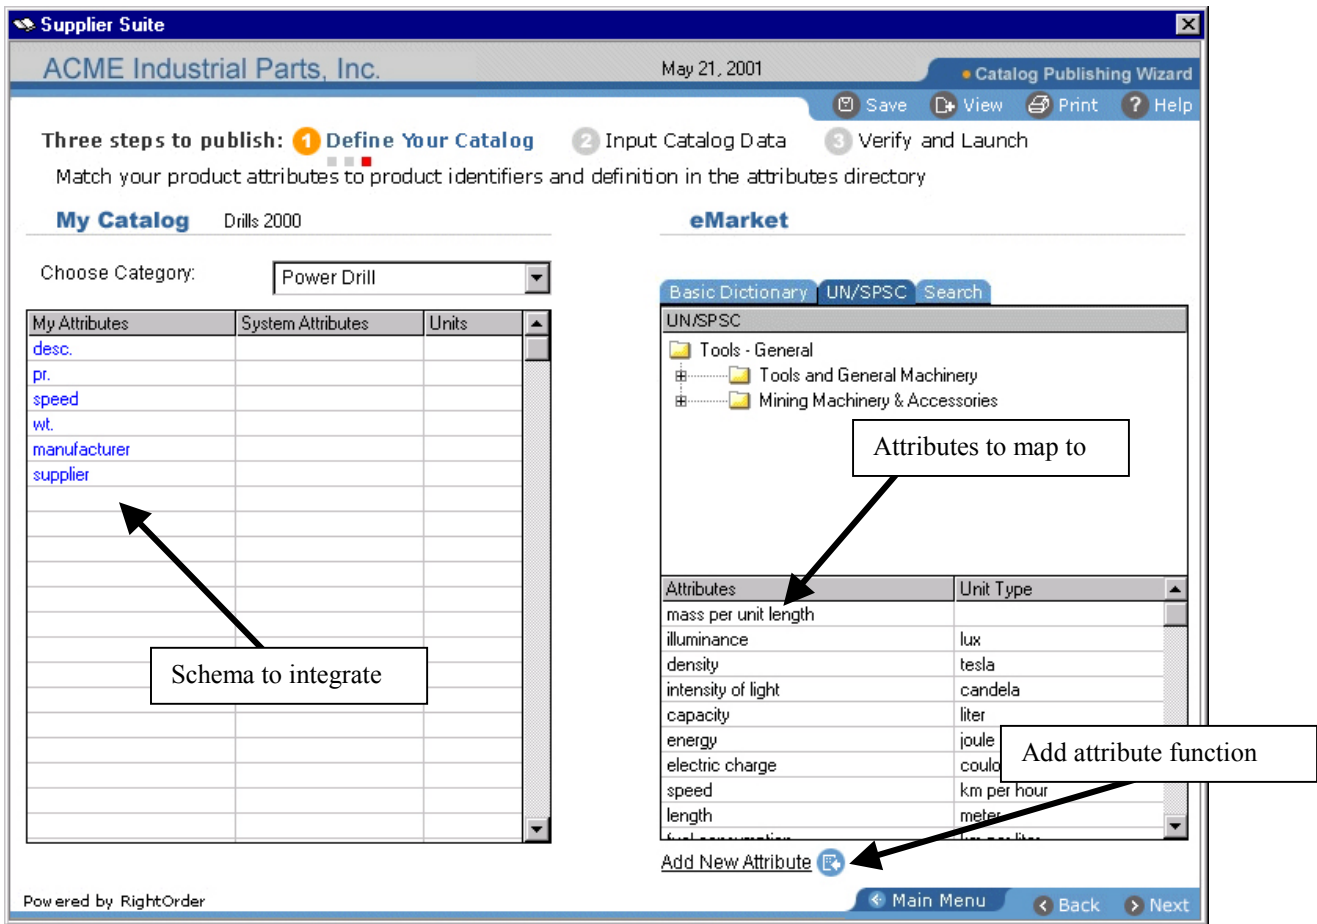 Supplier Suite
ACME Industrial Parts, Inc.
May 21, 2001
Catalog Publishing Wizard
Save View Print ? Help
Three steps to publish: 1 Define Your Catalog 2 Input Catalog Data 3 Verify and Launch
Match your product attributes to product identifiers and definition in the attributes directory
My Catalog Drills 2000
eMarket
Choose Category: Power Drill
Basic Dictionary UN/SPSC Search
My Attributes System Attributes Units
desc.
pr.
speed
wt.
manufacturer
supplier
Schema to integrate
UN/SPSC
Tools - General
Tools and General Machinery
Mining Machinery & Accessories
Attributes to map to
Attributes Unit Type
mass per unit length
illuminance lux
density tesla
intensity of light candela
capacity liter
energy joule
electric charge coulo
speed km per hour
length meter
Add attribute function
Add New Attribute
Powered by RightOrder
Main Menu Back Next